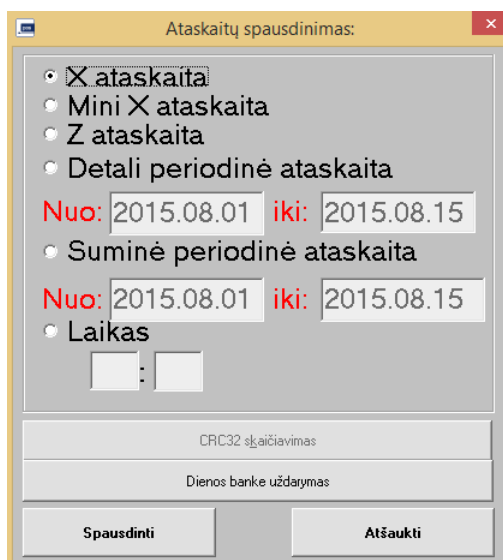 Ataskaitų spausdinimas:
X ataskaita
Mini X ataskaita
Z ataskaita
Detali periodinė ataskaita
Nuo: 2015.08.01 iki: 2015.08.15
Suminė periodinė ataskaita
Nuo: 2015.08.01 iki: 2015.08.15
Laikas
:
CRC32 skaičiavimas
Dienos banke uždarymas
Spausdinti Atšaukti